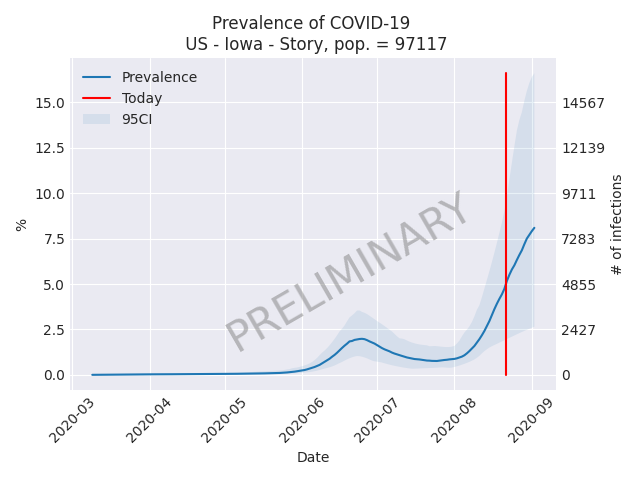 Prevalence of COVID-19
US - Iowa - Story, pop. = 97117
Prevalence
Today
95CI
PRELIMINARY
%
15.0
12.5
10.0
7.5
5.0
2.5
0.0
14567
12139
9711
7283
4855
2427
0
# of infections
2020-03
2020-04
2020-05
2020-06
2020-07
2020-08
2020-09
Date